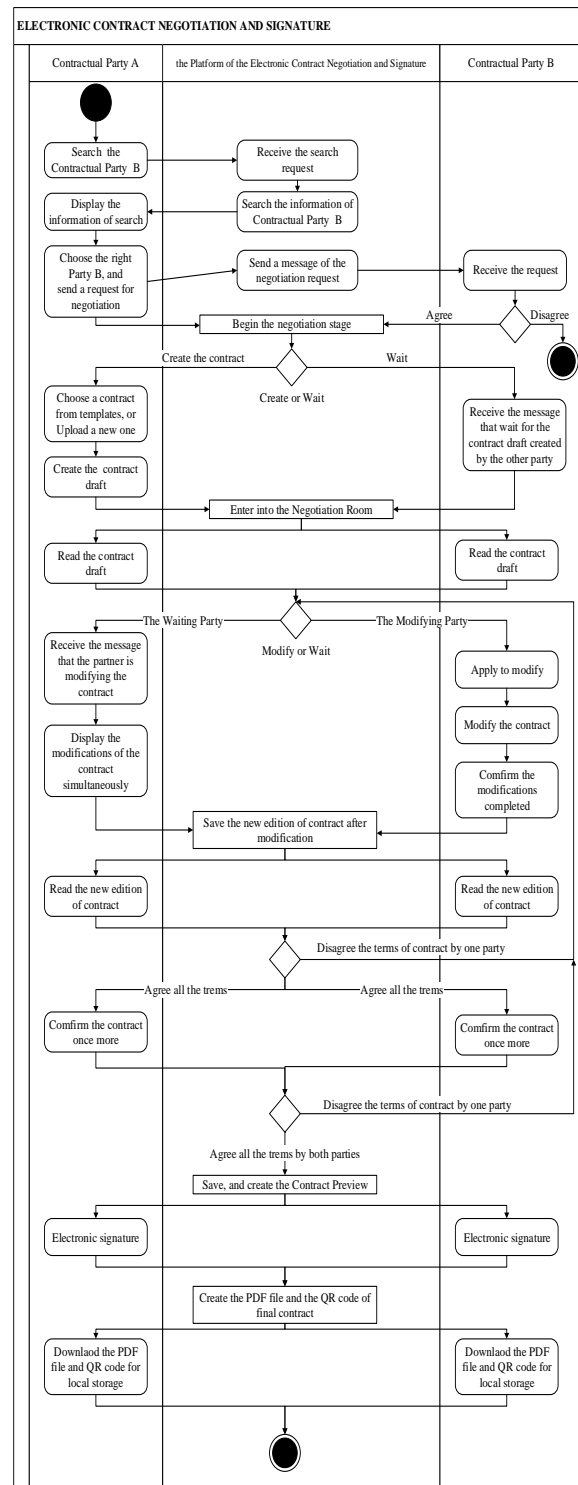 ELECTRONIC CONTRACT NEGOTIATION AND SIGNATURE
Contractual Party A
the Platform of the Electronic Contract Negotiation and Signature
Contractual Party B
Search the
Contractual Party B
Receive the search
request
Display the
information of search
Search the information of
Contractual Party B
Choose the right
Party B, and
send a request for
negotiation
Send a message of the
negotiation request
Receive the request
Begin the negotiation stage
Agree
Disagree
Create the contract
Wait
Create or Wait
Choose a contract
from templates, or
Upload a new one
Receive the message
that wait for the
contract draft created
by the other party
Create the contract
draft
Enter into the Negotiation Room
Read the contract
draft
Read the contract
draft
The Waiting Party
The Modifying Party
Modify or Wait
Receive the message
that the partner is
modifying the
contract
Apply to modify
Display the
modifications of the
contract
simultaneously
Modify the contract
Comfirm the
modifications
completed
Save the new edition of contract after
modification
Read the new edition
of contract
Read the new edition
of contract
Disagree the terms of contract by one party
Agree all the trems
Agree all the trems
Comfirm the contract
once more
Comfirm the contract
once more
Disagree the terms of contract by one party
Agree all the trems by both parties
Save, and create the Contract Preview
Electronic signature
Electronic signature
Create the PDF file and the QR code of
final contract
Downlaod the PDF
file and QR code for
local storage
Downlaod the PDF
file and QR code for
local storage